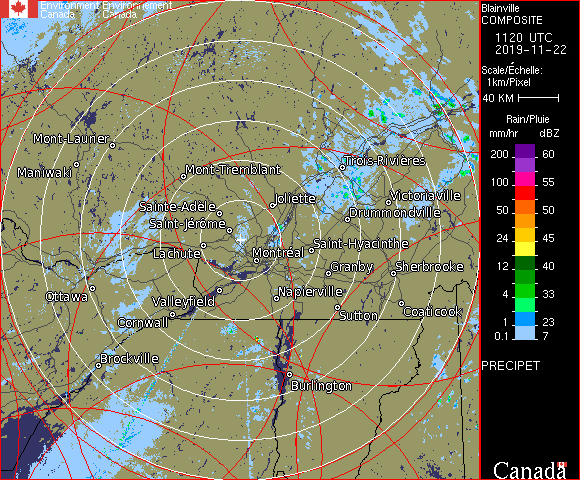 Environment Environnement
Canada Canada
Mont-Laurier
Maniwaki
Mont-Tremblant
Trois-Rivières
Joliette
Victoriaville
Sainte-Adèle
Drummondville
Saint-Jérôme
Saint-Hyacinthe
Lachute
Montréal
Granby
Sherbrooke
Ottawa
Valleyfield
Napierville
Cornwall
Sutton
Coaticook
Brockville
Burlington
Blainville
COMPOSITE
1120 UTC
2019-11-22
Scale/Échelle:
1km/Pixel
40 KM
Rain/Pluie
mm/hr dBZ
200 60
100 55
50 50
24 45
12 40
4 33
1 23
0.1 7
PRECIPET
Canada